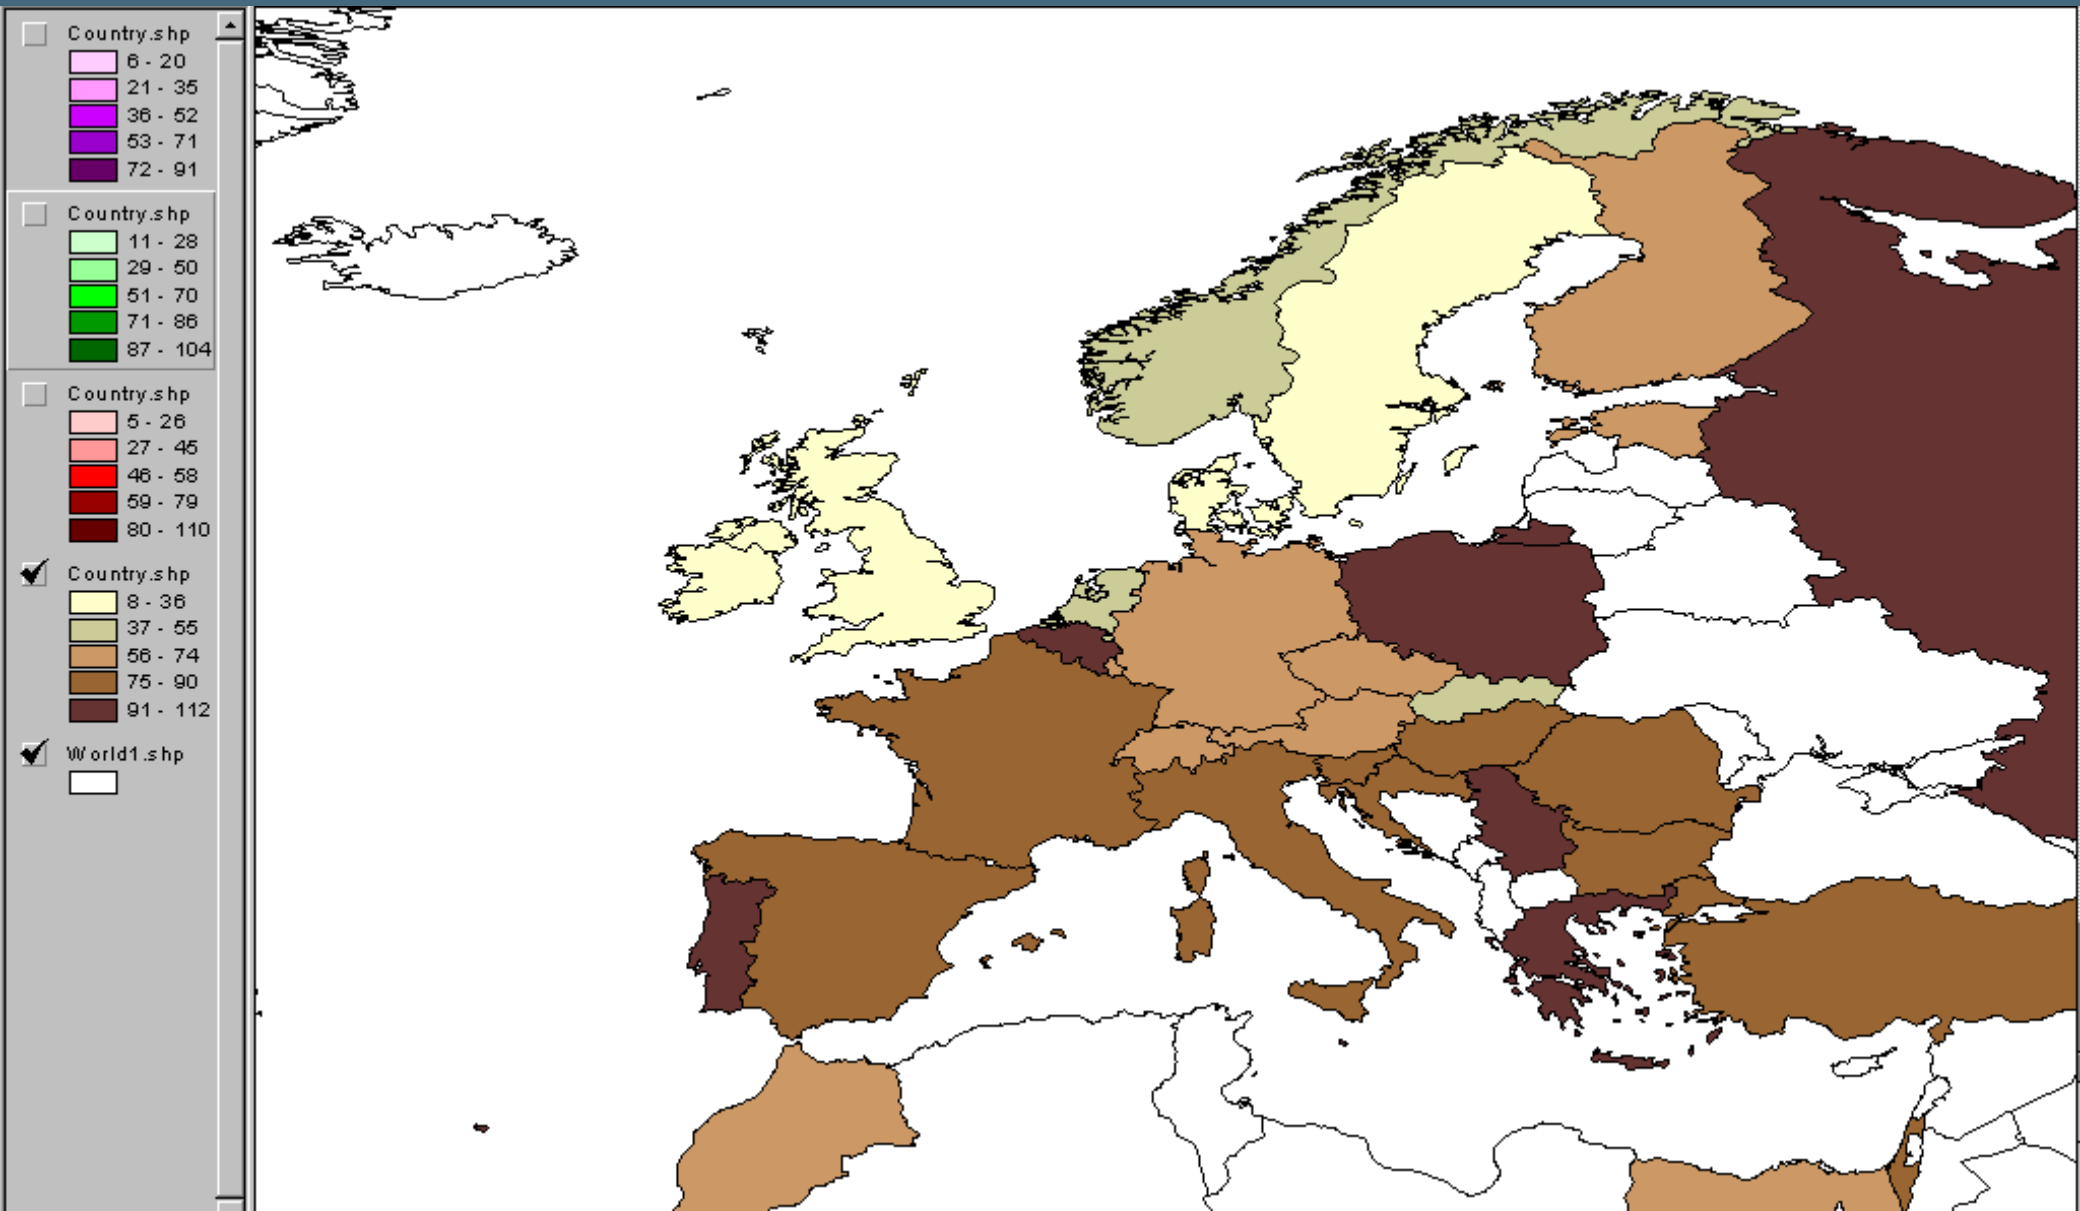 Country.shp
6 - 20
21 - 35
36 - 52
53 - 71
72 - 91
Country.shp
11 - 28
29 - 50
51 - 70
71 - 86
87 - 104
Country.shp
5 - 26
27 - 45
46 - 58
59 - 79
80 - 110
Country.shp
8 - 36
37 - 55
56 - 74
75 - 90
91 - 112
World1.shp